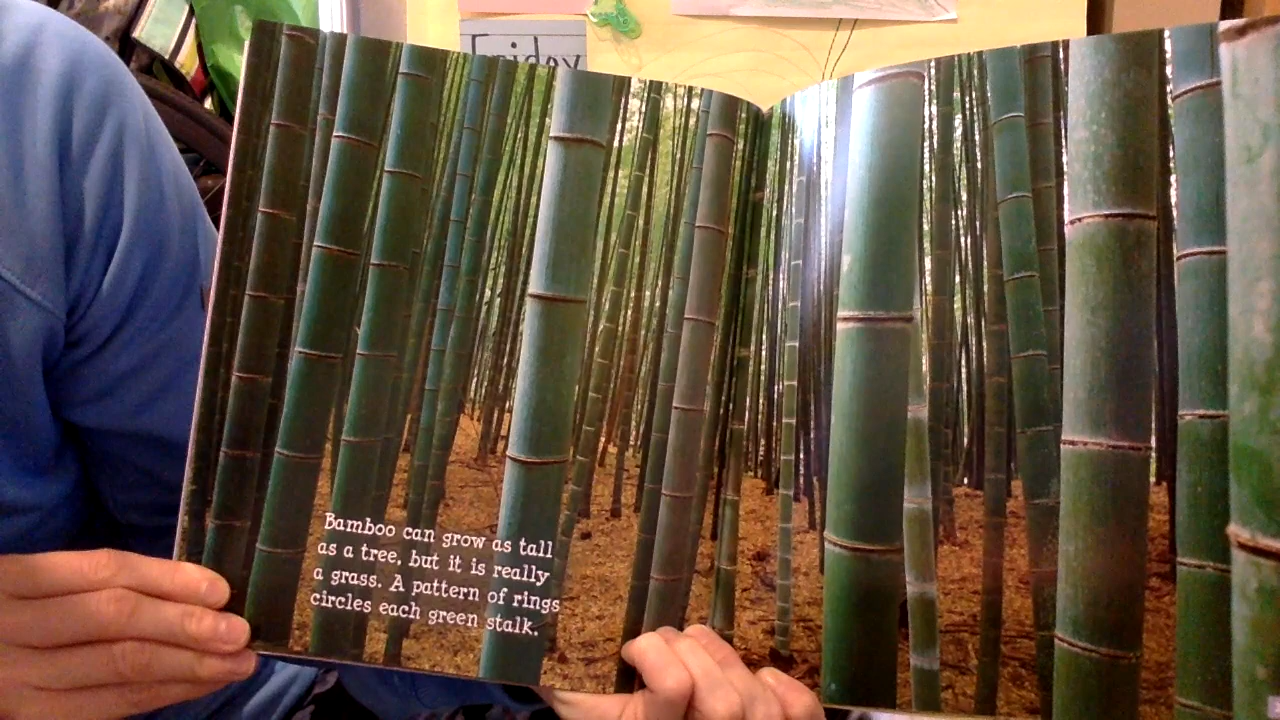 Friday
Bamboo can grow as tall
as a tree, but it is really
a grass. A pattern of rings
circles each green stalk.